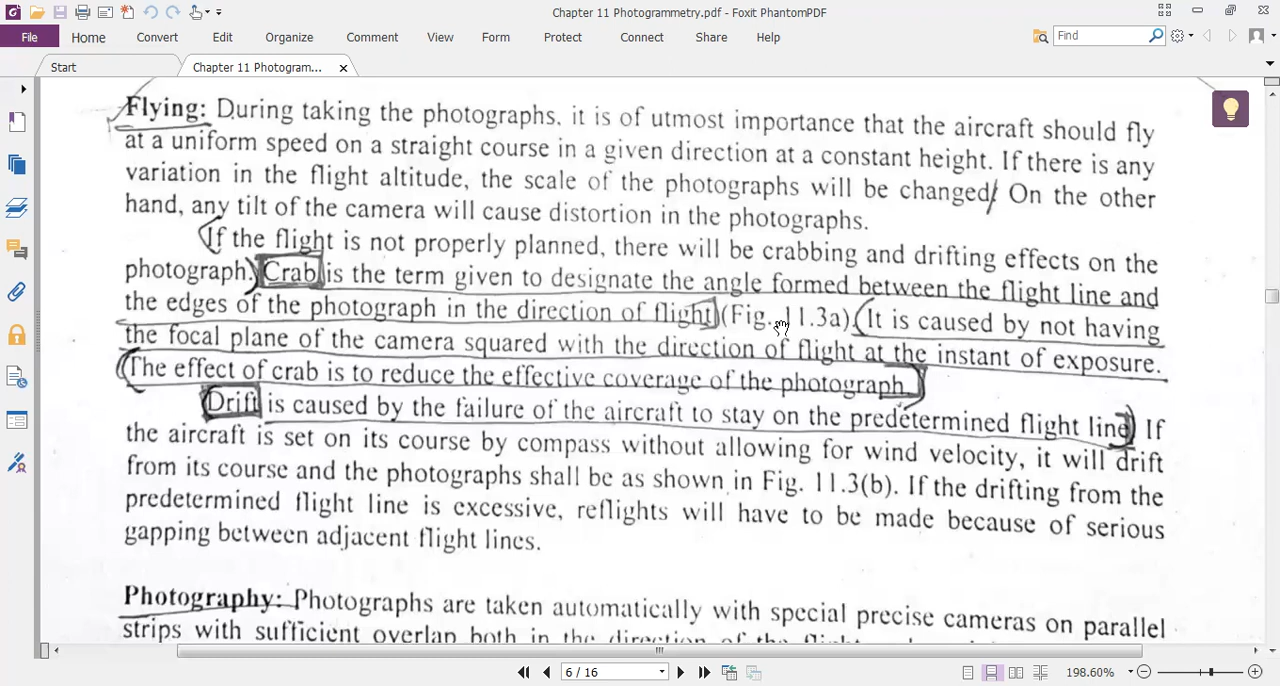 Chapter 11 Photogrammetry.pdf - Foxit PhantomPDF
File Home Convert Edit Organize Comment View Form Protect Connect Share Help Find
Start Chapter 11 Photogram...
Flying: During taking the photographs, it is of utmost importance that the aircraft should fly
at a uniform speed on a straight course in a given direction at a constant height. If there is any
variation in the flight altitude, the scale of the photographs will be changed/ On the other
hand, any tilt of the camera will cause distortion in the photographs.
(If the flight is not properly planned, there will be crabbing and drifting effects on the
photograph.) Crab is the term given to designate the angle formed between the flight line and
the edges of the photograph in the direction of flight (Fig. 11.3a). (It is caused by not having
the focal plane of the camera squared with the direction of flight at the instant of exposure.
(The effect of crab is to reduce the effective coverage of the photograph.
Drift is caused by the failure of the aircraft to stay on the predetermined flight line) If
the aircraft is set on its course by compass without allowing for wind velocity, it will drift
from its course and the photographs shall be as shown in Fig. 11.3(b). If the drifting from the
predetermined flight line is excessive, reflights will have to be made because of serious
gapping between adjacent flight lines.
Photography: Photographs are taken automatically with special precise cameras on parallel
strips with sufficient overlap both in the direction of the
6 / 16 198.60%